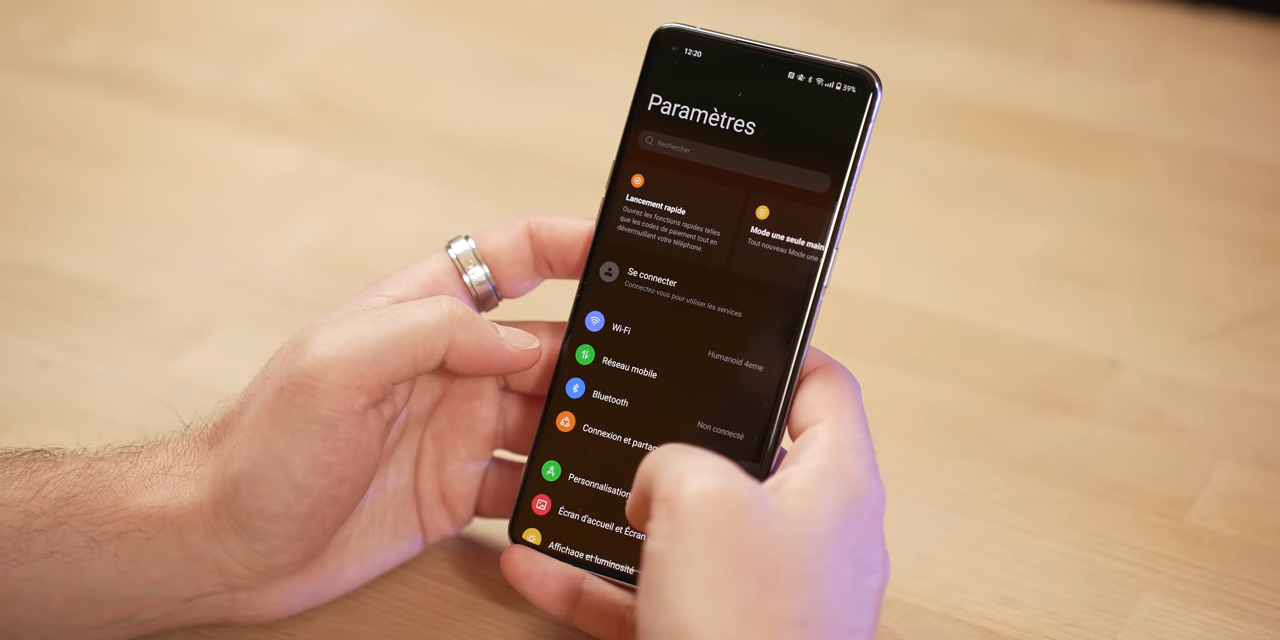 12:20
59%
Paramètres
Rechercher
Lancement rapide
Ouvrez les fonctions rapides telles
que les codes de paiement tout en
déverrouillant votre téléphone.
Mode une seule main
Tout nouveau Mode une
Se connecter
Connectez-vous pour utiliser les services.
Wi-Fi
Humanoid 4eme
Réseau mobile
Bluetooth
Non connecté
Connexion et partag
Personnalisation
Écran d'accueil et Écran
Affichage et luminosité